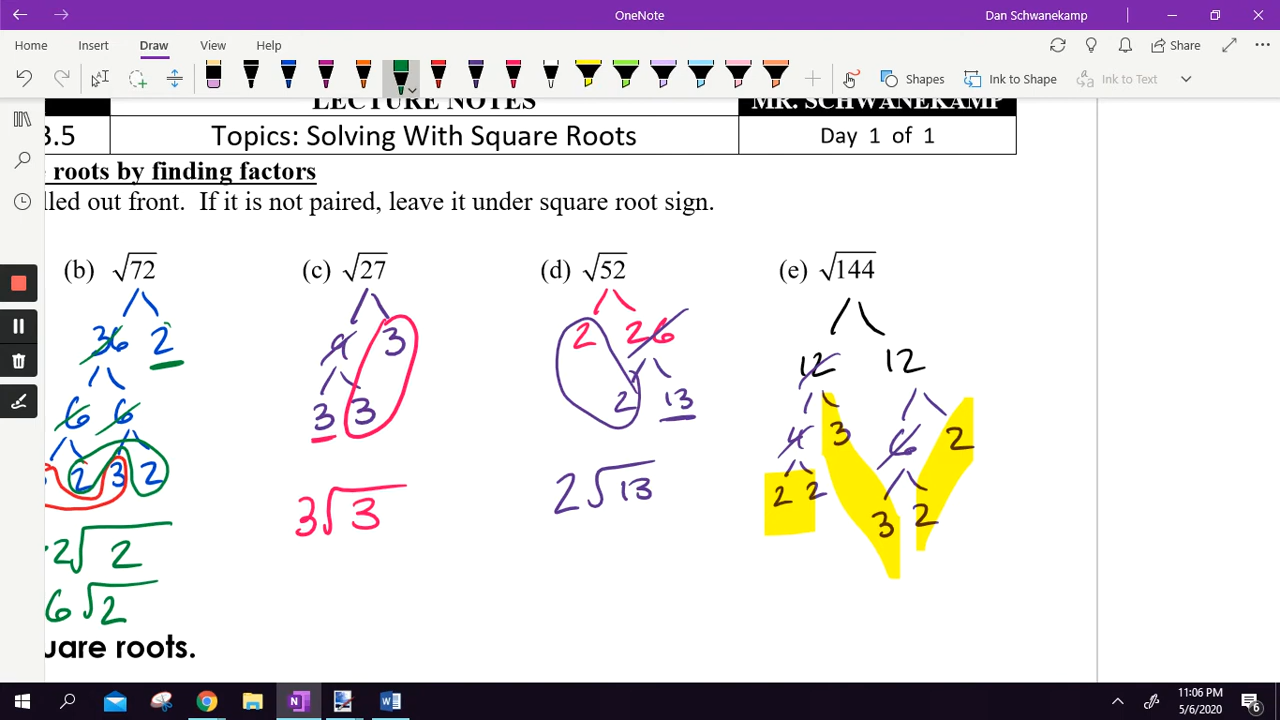 OneNote
Dan Schwanekamp
Home Insert Draw View Help
Share
Shapes Ink to Shape Ink to Text
LECTURE NOTES MR. SCHWANEKAMP
3.5 Topics: Solving With Square Roots Day 1 of 1
roots by finding factors
lled out front. If it is not paired, leave it under square root sign.
(b) √72 (c) √27 (d) √52 (e) √144
36 2
6 6
2 3 2
2√2
6√2
9 3
3 3
3√3
2 26
2 13
2√13
12 12
4 3 6 2
2 2 3 2
uare roots.
11:06 PM
5/6/2020
6